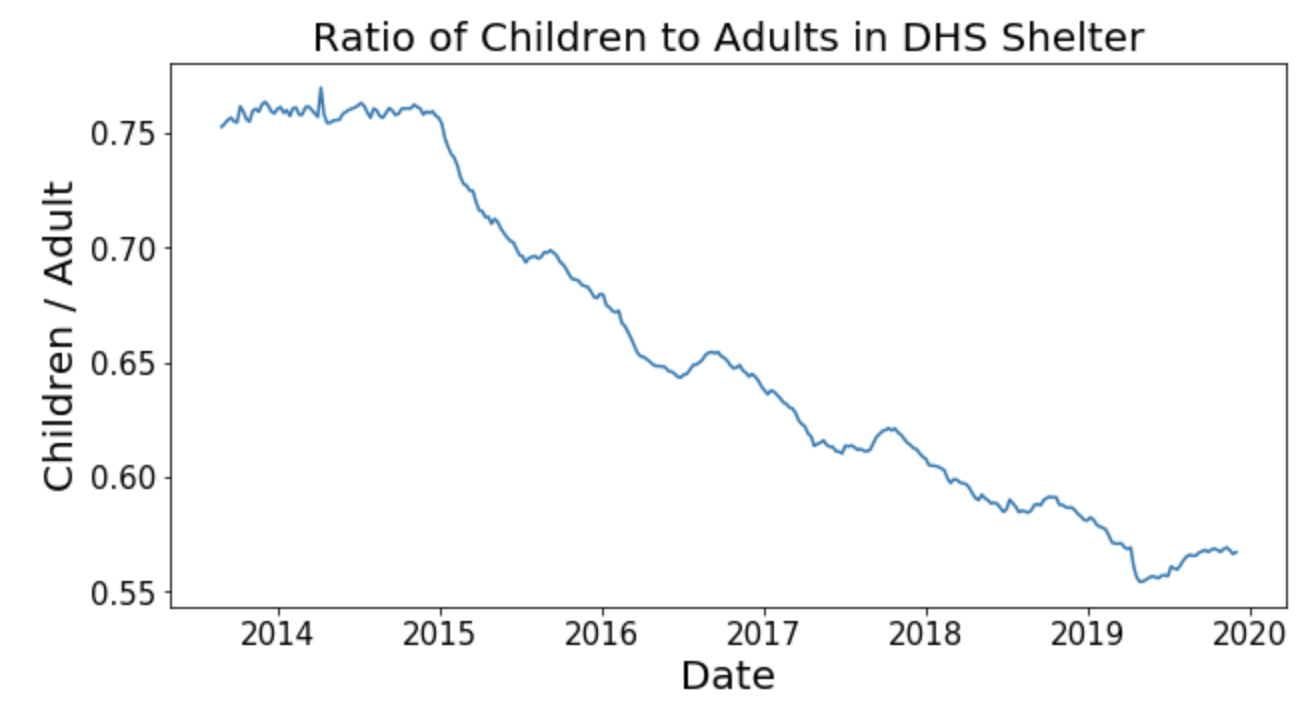 Ratio of Children to Adults in DHS Shelter
Children / Adult
0.75
0.70
0.65
0.60
0.55
2014 2015 2016 2017 2018 2019 2020
Date